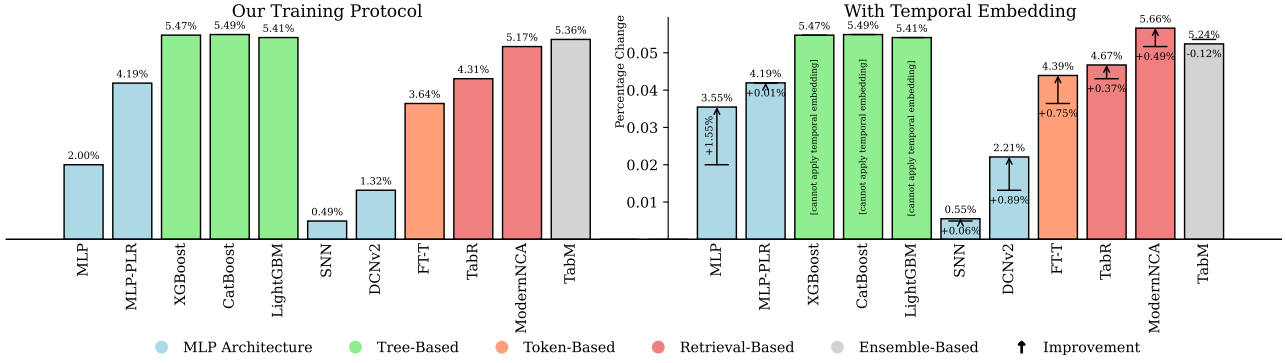 Our Training Protocol
2.00%
4.19%
5.47%
5.49%
5.41%
0.49%
1.32%
3.64%
4.31%
5.17%
5.36%
MLP
MLP-PLR
XGBoost
CatBoost
LightGBM
SNN
DCNv2
FT-T
TabR
ModernNCA
TabM
With Temporal Embedding
Percentage Change
0.05
0.04
0.03
0.02
0.01
3.55%
+1.55%
4.19%
+0.01%
5.47%
[cannot apply temporal embedding]
5.49%
[cannot apply temporal embedding]
5.41%
[cannot apply temporal embedding]
0.55%
+0.06%
2.21%
+0.89%
4.39%
+0.75%
4.67%
+0.37%
5.66%
+0.49%
5.24%
-0.12%
MLP
MLP-PLR
XGBoost
CatBoost
LightGBM
SNN
DCNv2
FT-T
TabR
ModernNCA
TabM
MLP Architecture
Tree-Based
Token-Based
Retrieval-Based
Ensemble-Based
Improvement